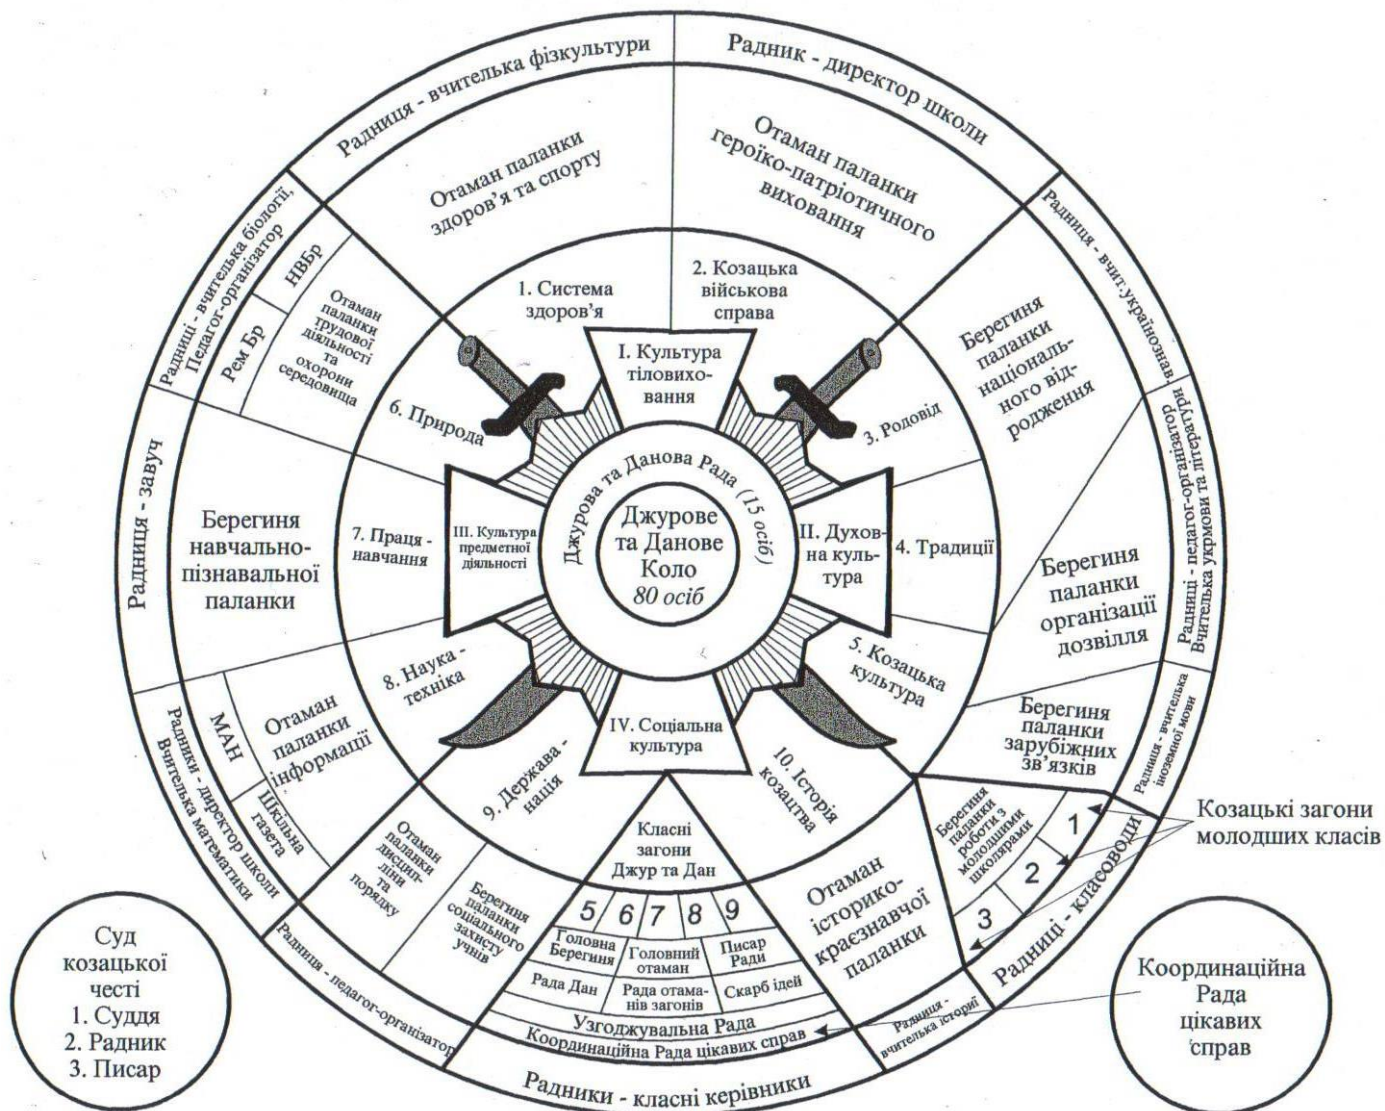 Радниця - вчителька фізкультури
Радник - директор школи
Радниця - вчит.українознав.
Радниці - педагог-організатор
Вчителька укрмови та літератури
Радниця - вчителька
іноземної мови
Радниці - класоводи
Радниця -
вчителька історії
Радники - класні керівники
Радниця - педагог-організатор
Радники - директор школи
Вчителька математики
Радниця - завуч
Радниці - вчителька біології,
Педагог-організатор
Отаман паланки
здоров'я та спорту
Отаман паланки
героїко-патріотичного
виховання
Берегиня
паланки
національ-
ного від-
родження
Берегиня
паланки
організації
дозвілля
Берегиня
паланки
зарубіжних
зв'язків
Берегиня
паланки
роботи з
молодшими
школярами
1
2
3
Козацькі загони
молодших класів
Отаман
історико-
краєзнавчої
паланки
Класні
загони
Джур та Дан
5 6 7 8 9
Головна
Берегиня
Головний
отаман
Писар
Ради
Рада Дан
Рада отама-
нів загонів
Скарб ідей
Узгоджувальна Рада
Координаційна Рада цікавих справ
Берегиня
паланки
соціального
захисту
учнів
Отаман
паланки
дисцип-
ліни
та
порядку
Отаман
паланки
інформації
МАН
Шкільна
газета
Берегиня
навчально-
пізнавальної
паланки
Отаман
паланки
трудової
діяльності
та
охорони
середовища
НВБр
Рем Бр
1. Система
здоров'я
2. Козацька
військова
справа
3. Родовід
4. Традиції
5. Козацька
культура
6. Природа
7. Праця -
навчання
8. Наука -
техніка
9. Держава -
нація
10. Історія
козацтва
I. Культура
тіловихо-
вання
II. Духов-
на куль-
тура
III. Культура
предметної
діяльності
IV. Соціальна
культура
Джурова та Данова Рада (15 осіб)
Джурове
та Данове
Коло
80 осіб
Суд
козацької
честі
1. Суддя
2. Радник
3. Писар
Координаційна
Рада
цікавих
справ